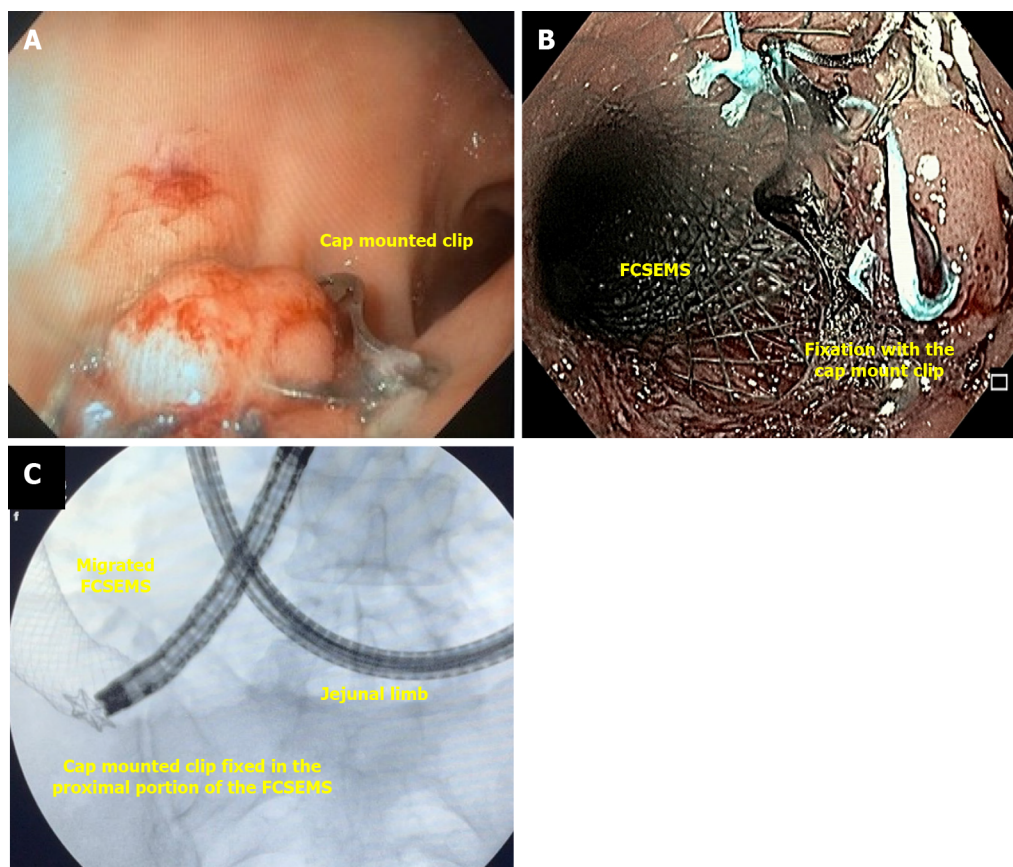 A
Cap mounted clip
B
FCSEMS
Fixation with the
cap mount clip
C
f
Migrated
FCSEMS
Jejunal limb
Cap mounted clip fixed in the
proximal portion of the FCSEMS